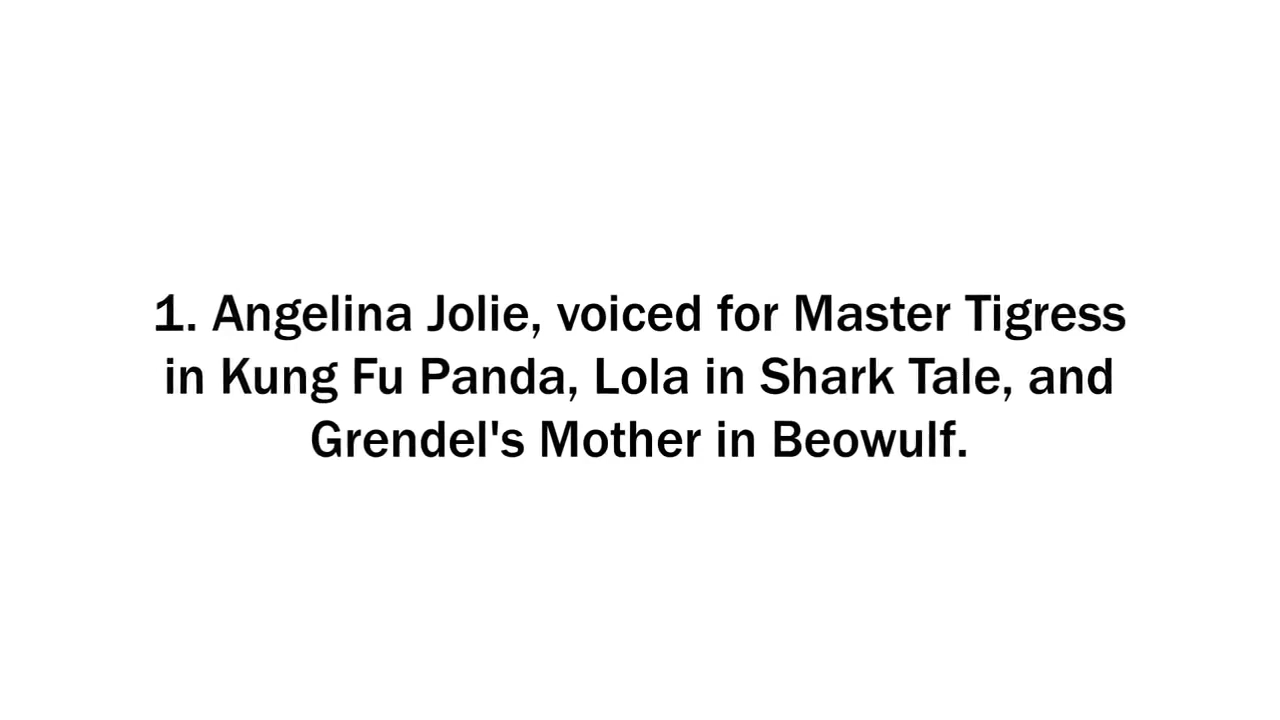 1. Angelina Jolie, voiced for Master Tigress
in Kung Fu Panda, Lola in Shark Tale, and
Grendel's Mother in Beowulf.